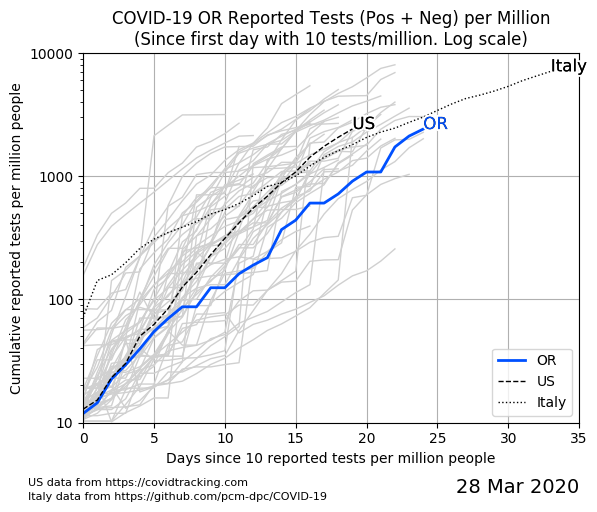 COVID-19 OR Reported Tests (Pos + Neg) per Million
(Since first day with 10 tests/million. Log scale)
Cumulative reported tests per million people
10000
1000
100
10
Italy
US
OR
OR
US
Italy
0 5 10 15 20 25 30 35
Days since 10 reported tests per million people
US data from https://covidtracking.com
Italy data from https://github.com/pcm-dpc/COVID-19
28 Mar 2020